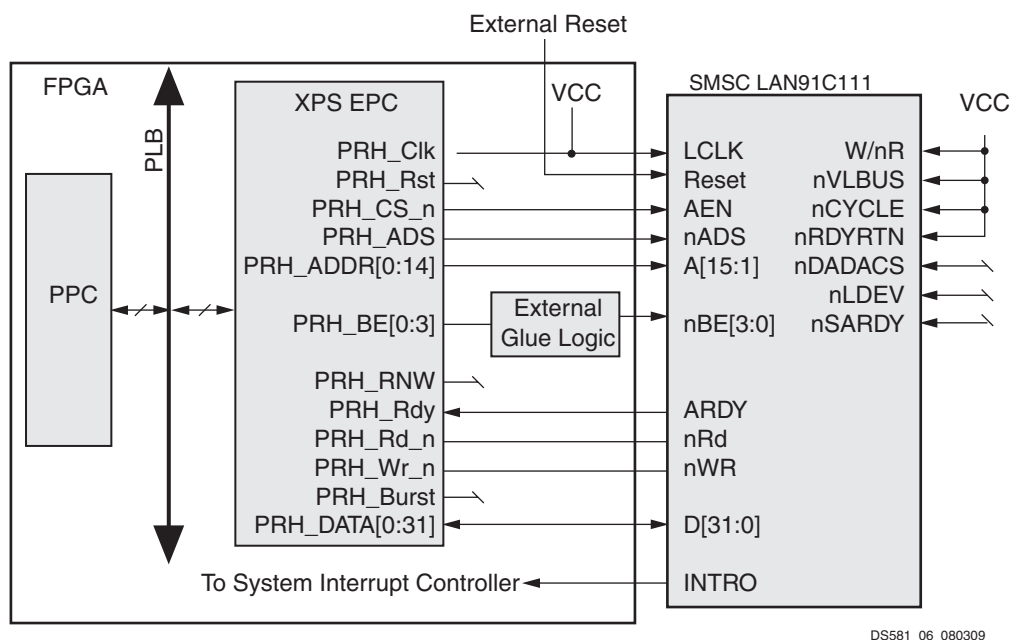 External Reset
FPGA
XPS EPC
VCC
SMSC LAN91C111
VCC
PLB
PPC
PRH_Clk
PRH_Rst
PRH_CS_n
PRH_ADS
PRH_ADDR[0:14]
PRH_BE[0:3]
PRH_RNW
PRH_Rdy
PRH_Rd_n
PRH_Wr_n
PRH_Burst
PRH_DATA[0:31]
External
Glue Logic
LCLK
Reset
AEN
nADS
A[15:1]
nBE[3:0]
ARDY
nRd
nWR
D[31:0]
INTRO
W/nR
nVLBUS
nCYCLE
nRDYRTN
nDADACS
nLDEV
nSARDY
To System Interrupt Controller
DS581_06_080309